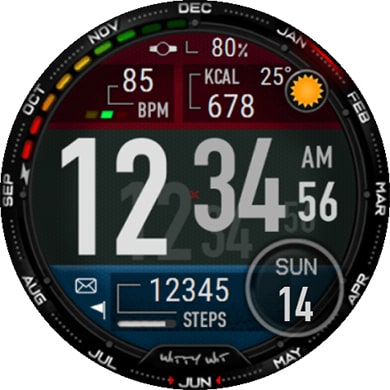 DEC
NOV
JAN
80%
OCT
85
BPM
KCAL
678
25°
FEB
SEP
12 34 AM
56
MAR
AUG
12345
STEPS
SUN
14
APR
JUL
MAY
JUN